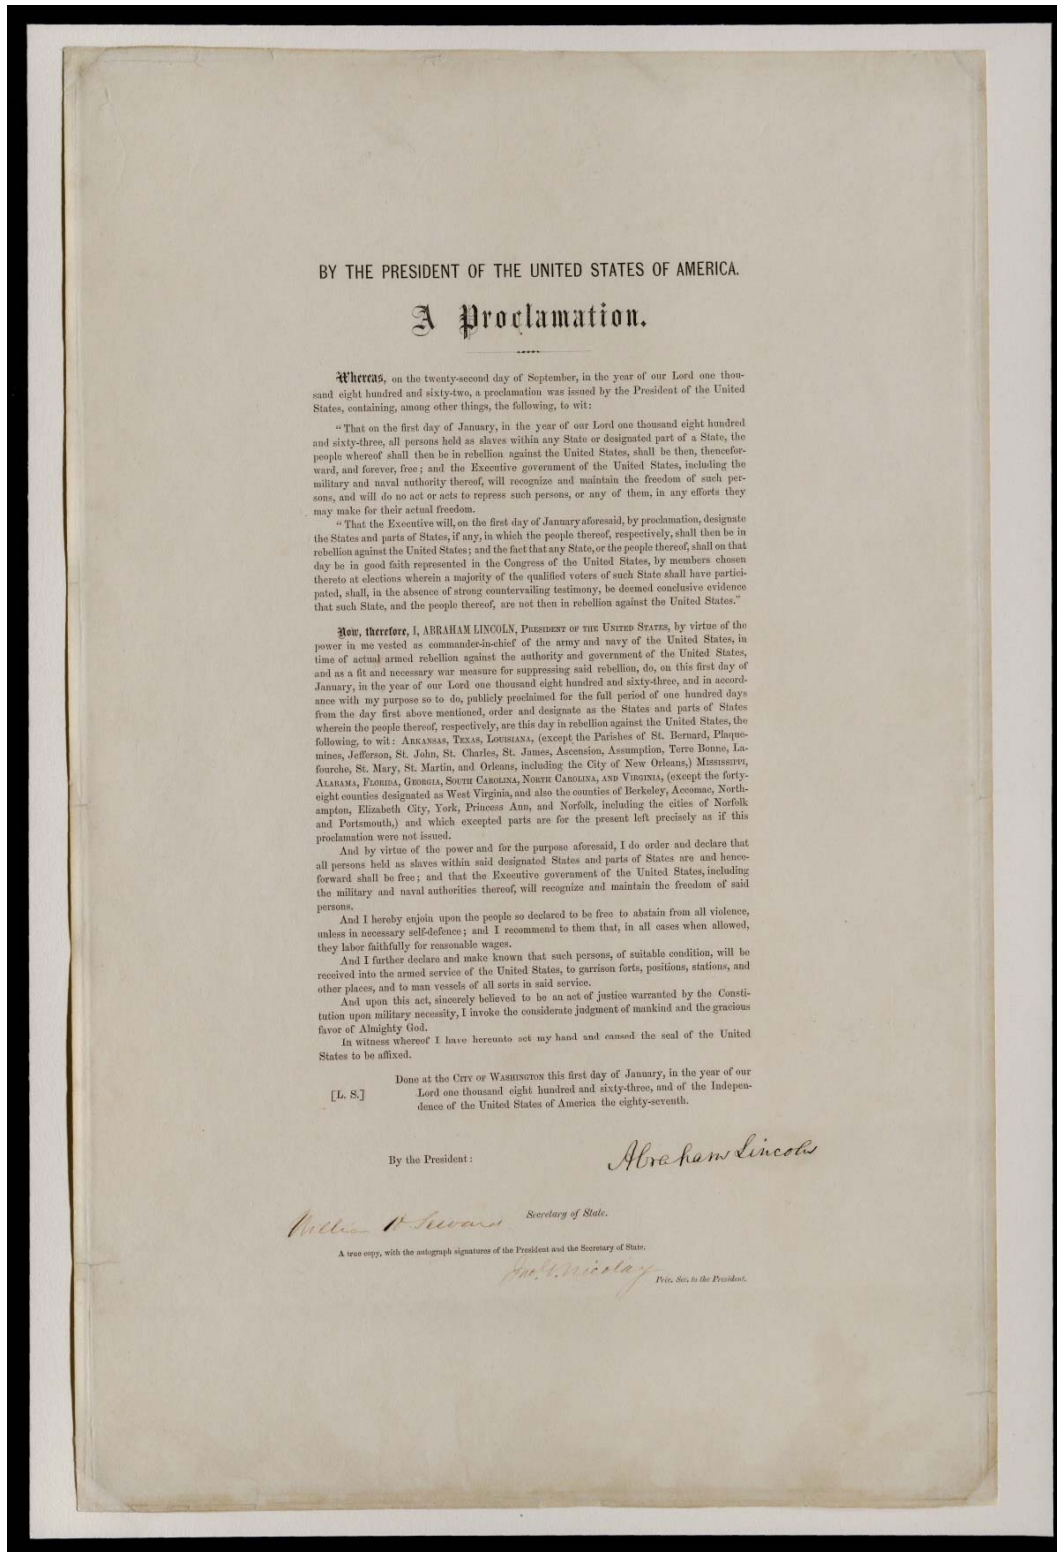 BY THE PRESIDENT OF THE UNITED STATES OF AMERICA.
A Proclamation.
Whereas, on the twenty-second day of September, in the year of our Lord one thou-
sand eight hundred and sixty-two, a proclamation was issued by the President of the United
States, containing, among other things, the following, to wit:
"That on the first day of January, in the year of our Lord one thousand eight hundred
and sixty-three, all persons held as slaves within any State or designated part of a State, the
people whereof shall then be in rebellion against the United States, shall be then, thencefor-
ward, and forever, free; and the Executive government of the United States, including the
military and naval authority thereof, will recognize and maintain the freedom of such per-
sons, and will do no act or acts to repress such persons, or any of them, in any efforts they
may make for their actual freedom.
"That the Executive will, on the first day of January aforesaid, by proclamation, designate
the States and parts of States, if any, in which the people thereof, respectively, shall then be in
rebellion against the United States; and the fact that any State, or the people thereof, shall on that
day be in good faith represented in the Congress of the United States, by members chosen
thereto at elections wherein a majority of the qualified voters of such State shall have partici-
pated, shall, in the absence of strong countervailing testimony, be deemed conclusive evidence
that such State, and the people thereof, are not then in rebellion against the United States."
Now, therefore, I, ABRAHAM LINCOLN, PRESIDENT OF THE UNITED STATES, by virtue of the
power in me vested as commander-in-chief of the army and navy of the United States, in
time of actual armed rebellion against the authority and government of the United States,
and as a fit and necessary war measure for suppressing said rebellion, do, on this first day of
January, in the year of our Lord one thousand eight hundred and sixty-three, and in accord-
ance with my purpose so to do, publicly proclaimed for the full period of one hundred days
from the day first above mentioned, order and designate as the States and parts of States
wherein the people thereof, respectively, are this day in rebellion against the United States, the
following, to wit: ARKANSAS, TEXAS, LOUISIANA, (except the Parishes of St. Bernard, Plaque-
mines, Jefferson, St. John, St. Charles, St. James, Ascension, Assumption, Terre Bonne, La-
fourche, St. Mary, St. Martin, and Orleans, including the City of New Orleans,) MISSISSIPPI,
ALABAMA, FLORIDA, GEORGIA, SOUTH CAROLINA, NORTH CAROLINA, AND VIRGINIA, (except the forty-
eight counties designated as West Virginia, and also the counties of Berkeley, Accomac, North-
ampton, Elizabeth City, York, Princess Ann, and Norfolk, including the cities of Norfolk
and Portsmouth,) and which excepted parts are for the present left precisely as if this
proclamation were not issued.
And by virtue of the power and for the purpose aforesaid, I do order and declare that
all persons held as slaves within said designated States and parts of States are and hence-
forward shall be free; and that the Executive government of the United States, including
the military and naval authorities thereof, will recognize and maintain the freedom of said
persons.
And I hereby enjoin upon the people so declared to be free to abstain from all violence,
unless in necessary self-defence; and I recommend to them that, in all cases when allowed,
they labor faithfully for reasonable wages.
And I further declare and make known that such persons, of suitable condition, will be
received into the armed service of the United States, to garrison forts, positions, stations, and
other places, and to man vessels of all sorts in said service.
And upon this act, sincerely believed to be an act of justice warranted by the Consti-
tution upon military necessity, I invoke the considerate judgment of mankind and the gracious
favor of Almighty God.
In witness whereof I have hereunto set my hand and caused the seal of the United
States to be affixed.
Done at the CITY OF WASHINGTON this first day of January, in the year of our
[L. S.] Lord one thousand eight hundred and sixty-three, and of the Indepen-
dence of the United States of America the eighty-seventh.
By the President: Abraham Lincoln
William H Seward Secretary of State.
A true copy, with the autograph signatures of the President and the Secretary of State.
Jno. G. Nicolay Priv. Sec. to the President.